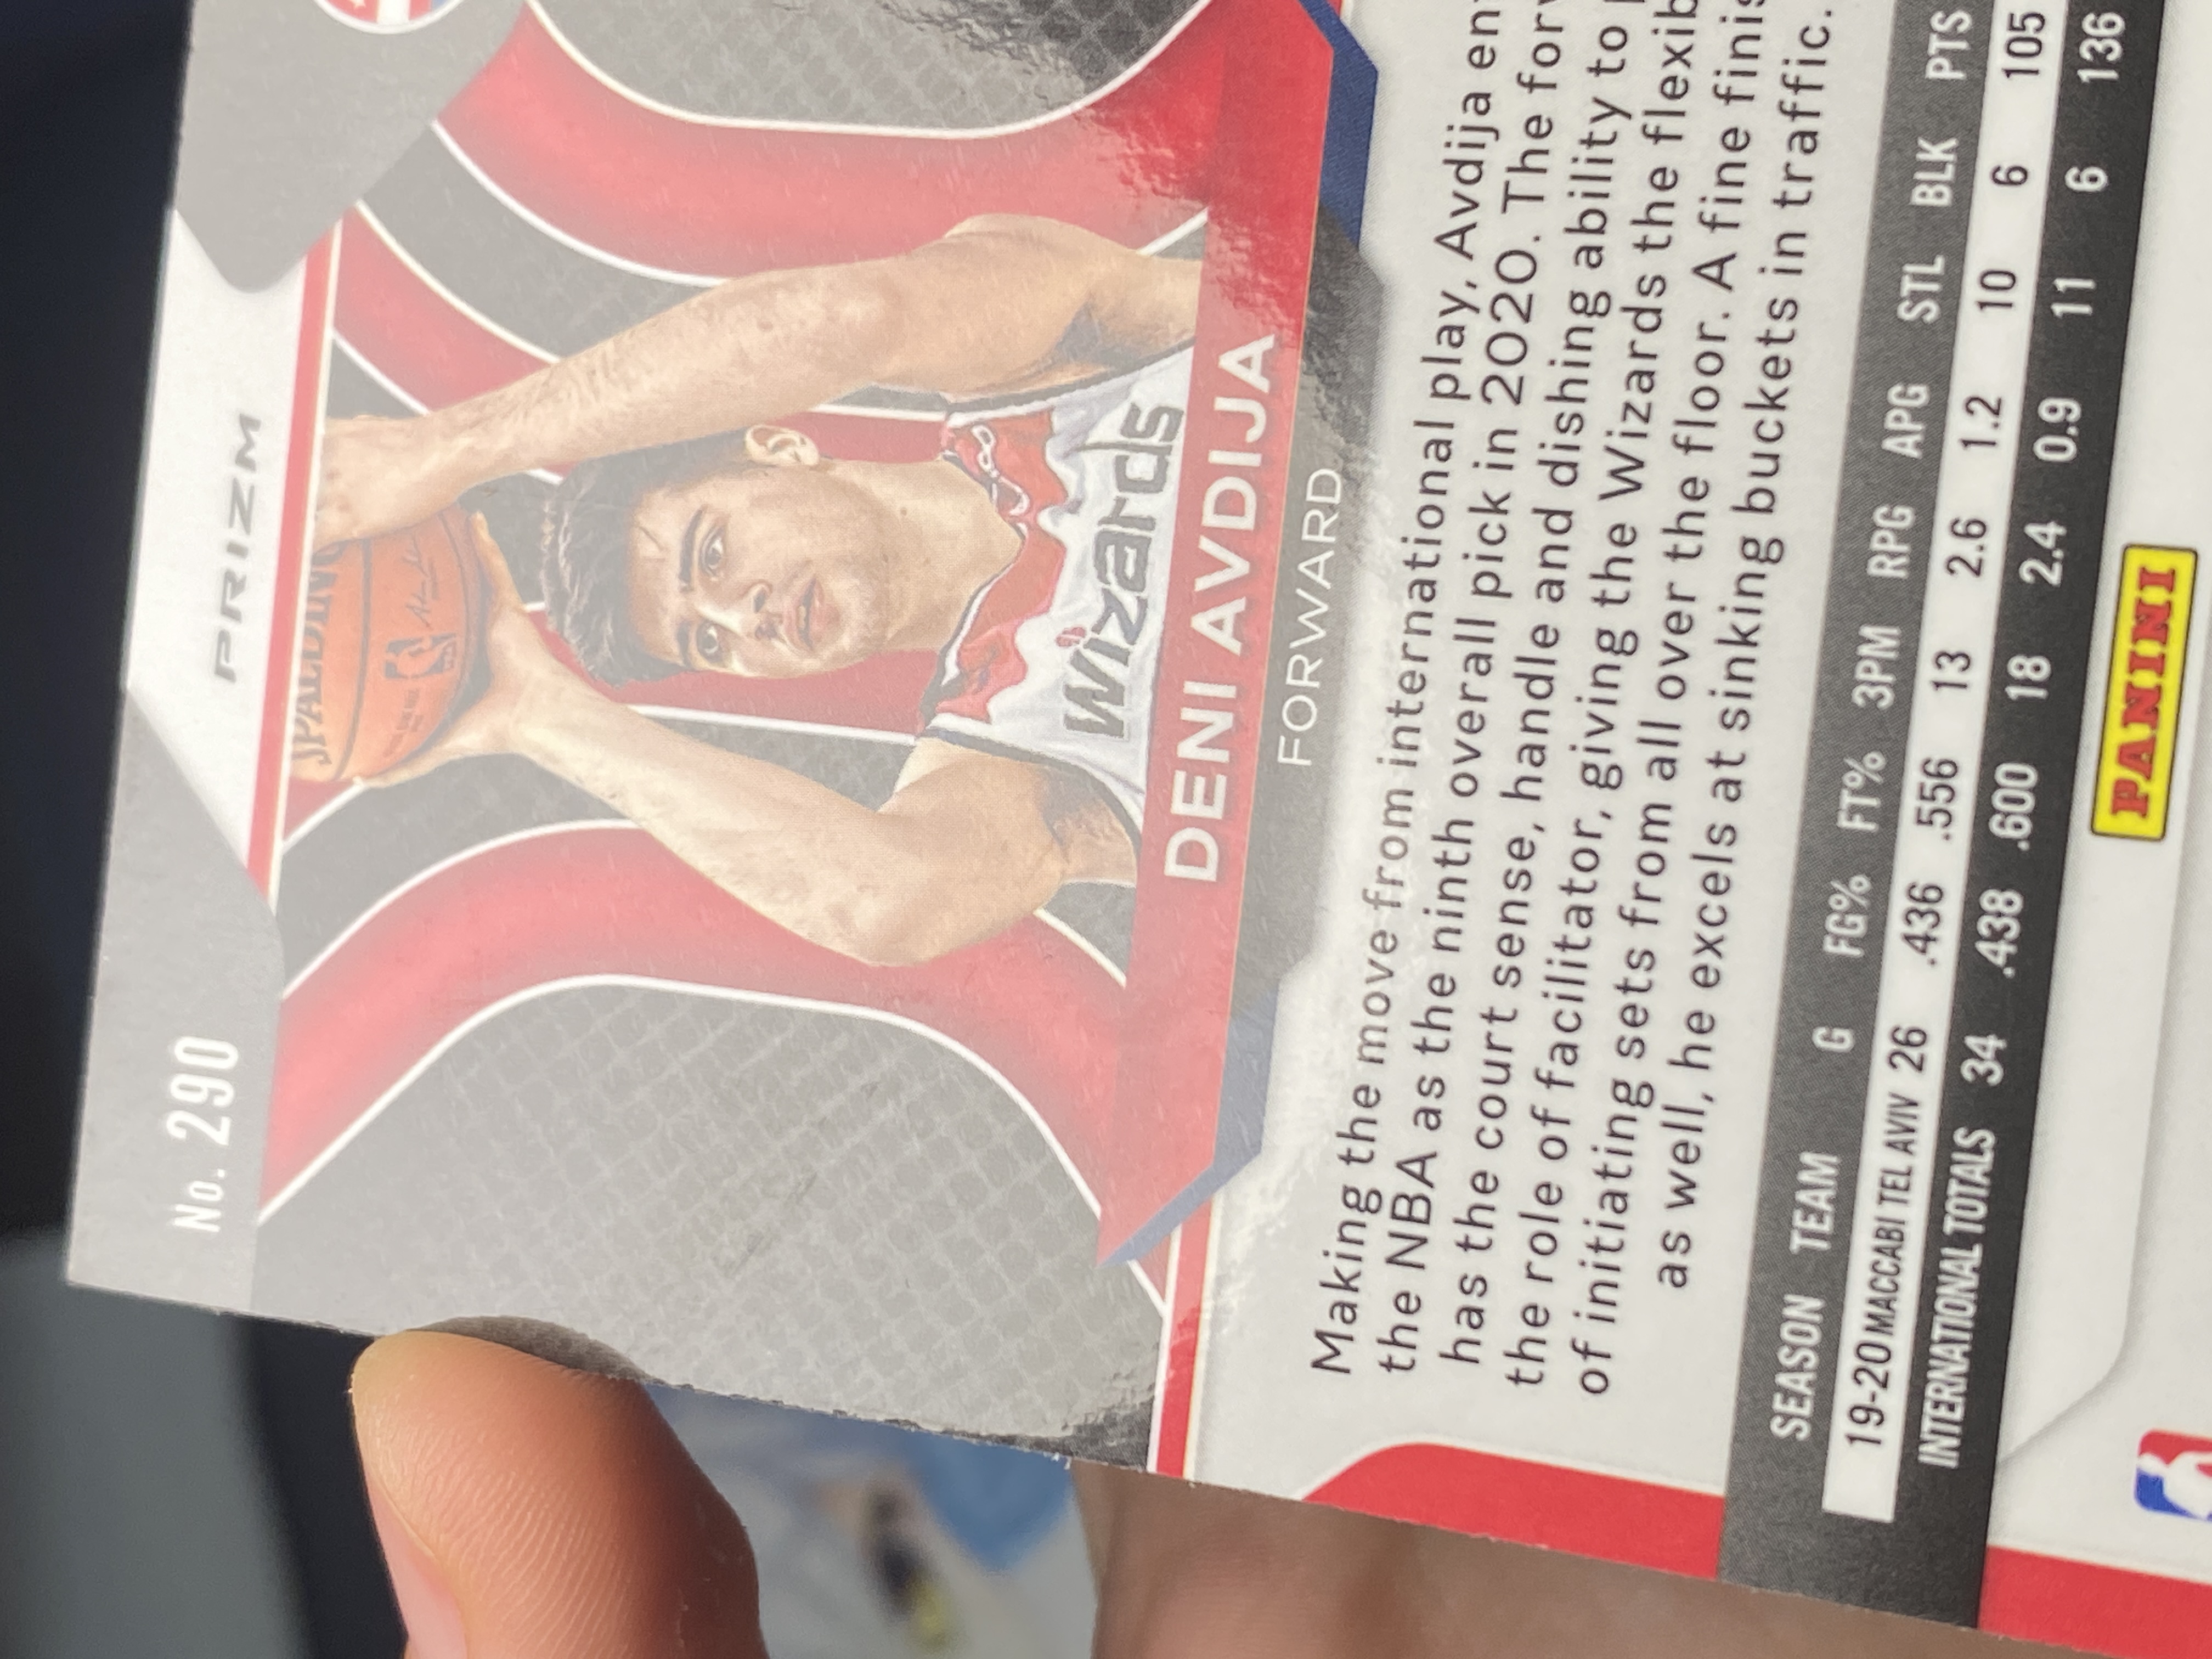 No. 290
PRIZM
SPALDING
wizards
DENI AVDIJA
FORWARD
Making the move from international play, Avdija
the NBA as the ninth overall pick in 2020. The
has the court sense, handle and dishing ability to
the role of facilitator, giving the Wizards the
of initiating sets from all over the floor. A fine
as well, he excels at sinking buckets in traffic.
SEASON TEAM G FG% FT% 3PM RPG APG STL BLK PTS
19-20 MACCABI TEL AVIV 26 .436 .556 13 2.6 1.2 10 6 105
INTERNATIONAL TOTALS 34 .438 .600 18 2.4 0.9 11 6 136
PANINI